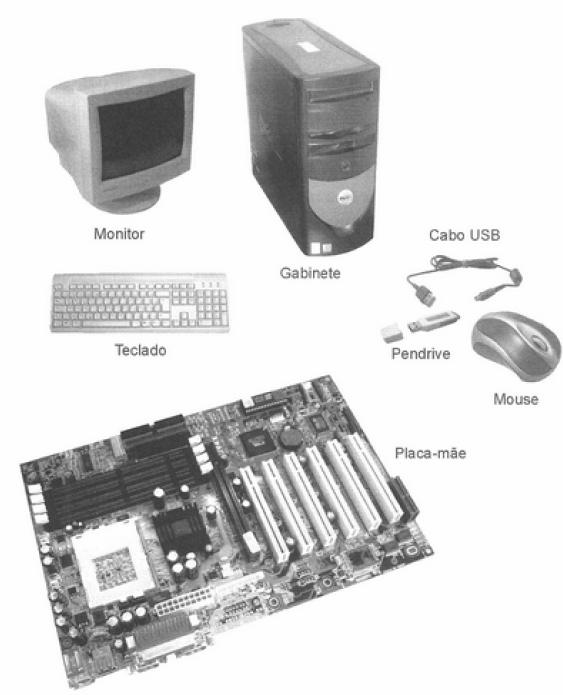 Monitor
Gabinete
Cabo USB
Teclado
Pendrive
Mouse
Placa-mãe